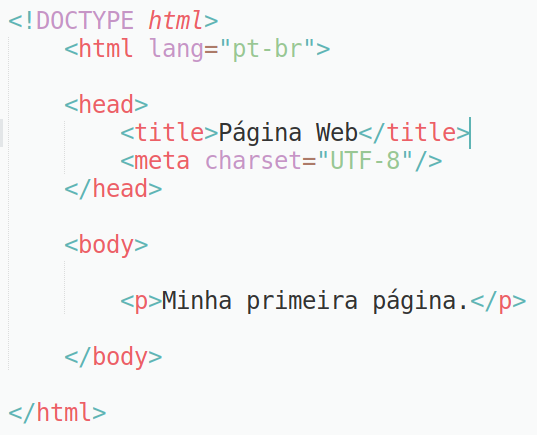 <!DOCTYPE html>
<html lang="pt-br">
<head>
<title>Página Web</title>
<meta charset="UTF-8"/>
</head>
<body>
<p>Minha primeira página.</p>
</body>
</html>